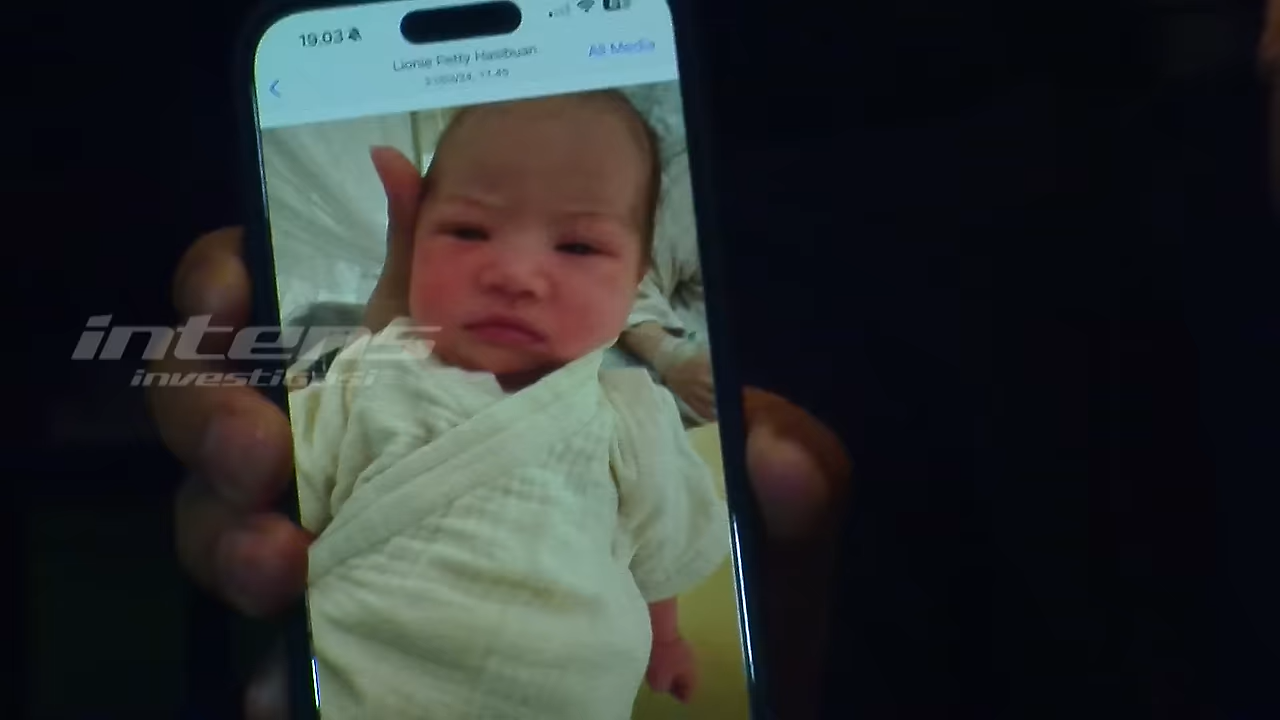 19.03
Lionie Petty Hasibuan
All Media
intens
investigasi